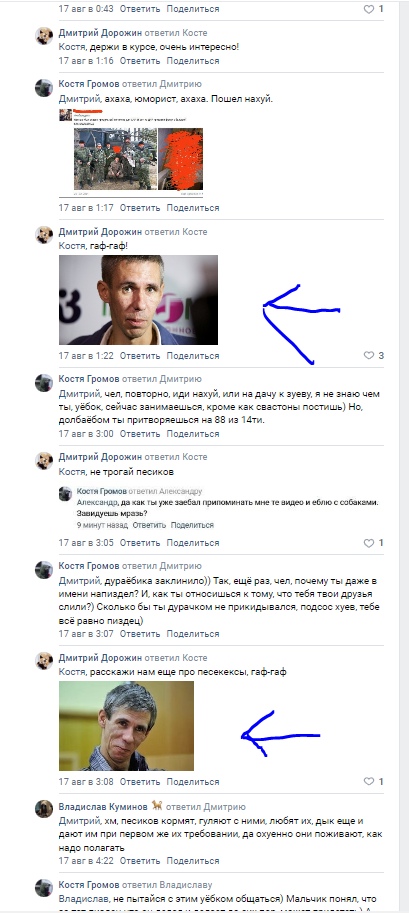 17 авг в 0:43 Ответить Поделиться 1
Дмитрий Дорожин ответил Косте
Костя, держи в курсе, очень интересно!
17 авг в 1:16 Ответить Поделиться
Костя Громов ответил Дмитрию
Дмитрий, ахаха, юморист, ахаха. Пошел нахуй.
17 авг в 1:17 Ответить Поделиться
Дмитрий Дорожин ответил Косте
Костя, гаф-гаф!
17 авг в 1:22 Ответить Поделиться 3
Костя Громов ответил Дмитрию
Дмитрий, чел, повторно, иди нахуй, или на дачу к зуеву, я не знаю чем
ты, уёбок, сейчас занимаешься, кроме как свастоны постишь) Но,
долбаёбом ты притворяешься на 88 из 14ти.
17 авг в 3:00 Ответить Поделиться
Дмитрий Дорожин ответил Косте
Костя, не трогай песиков
Костя Громов ответил Александру
Александр, да как ты уже заебал припоминать мне те видео и еблю с собаками.
Завидуешь мразь?
9 минут назад Ответить Поделиться
17 авг в 3:05 Ответить Поделиться 1
Костя Громов ответил Дмитрию
Дмитрий, дураёбика заклинило)) Так, ещё раз, чел, почему ты даже в
имени напиздел? И, как ты относишься к тому, что тебя твои друзья
слили?) Сколько бы ты дурачком не прикидывался, подсос хуев, тебе
всё равно пиздец)
17 авг в 3:07 Ответить Поделиться
Дмитрий Дорожин ответил Косте
Костя, расскажи нам еще про песекексы, гаф-гаф
17 авг в 3:08 Ответить Поделиться 1
Владислав Куминов ответил Дмитрию
Дмитрий, хм, песиков кормят, гуляют с ними, любят их, дык еще и
дают им при первом же их требовании, да охуенно они поживают, как
надо полагать
17 авг в 4:22 Ответить Поделиться
Костя Громов ответил Владиславу
Владислав, не пытайся с этим уёбком общаться) Мальчик понял, что